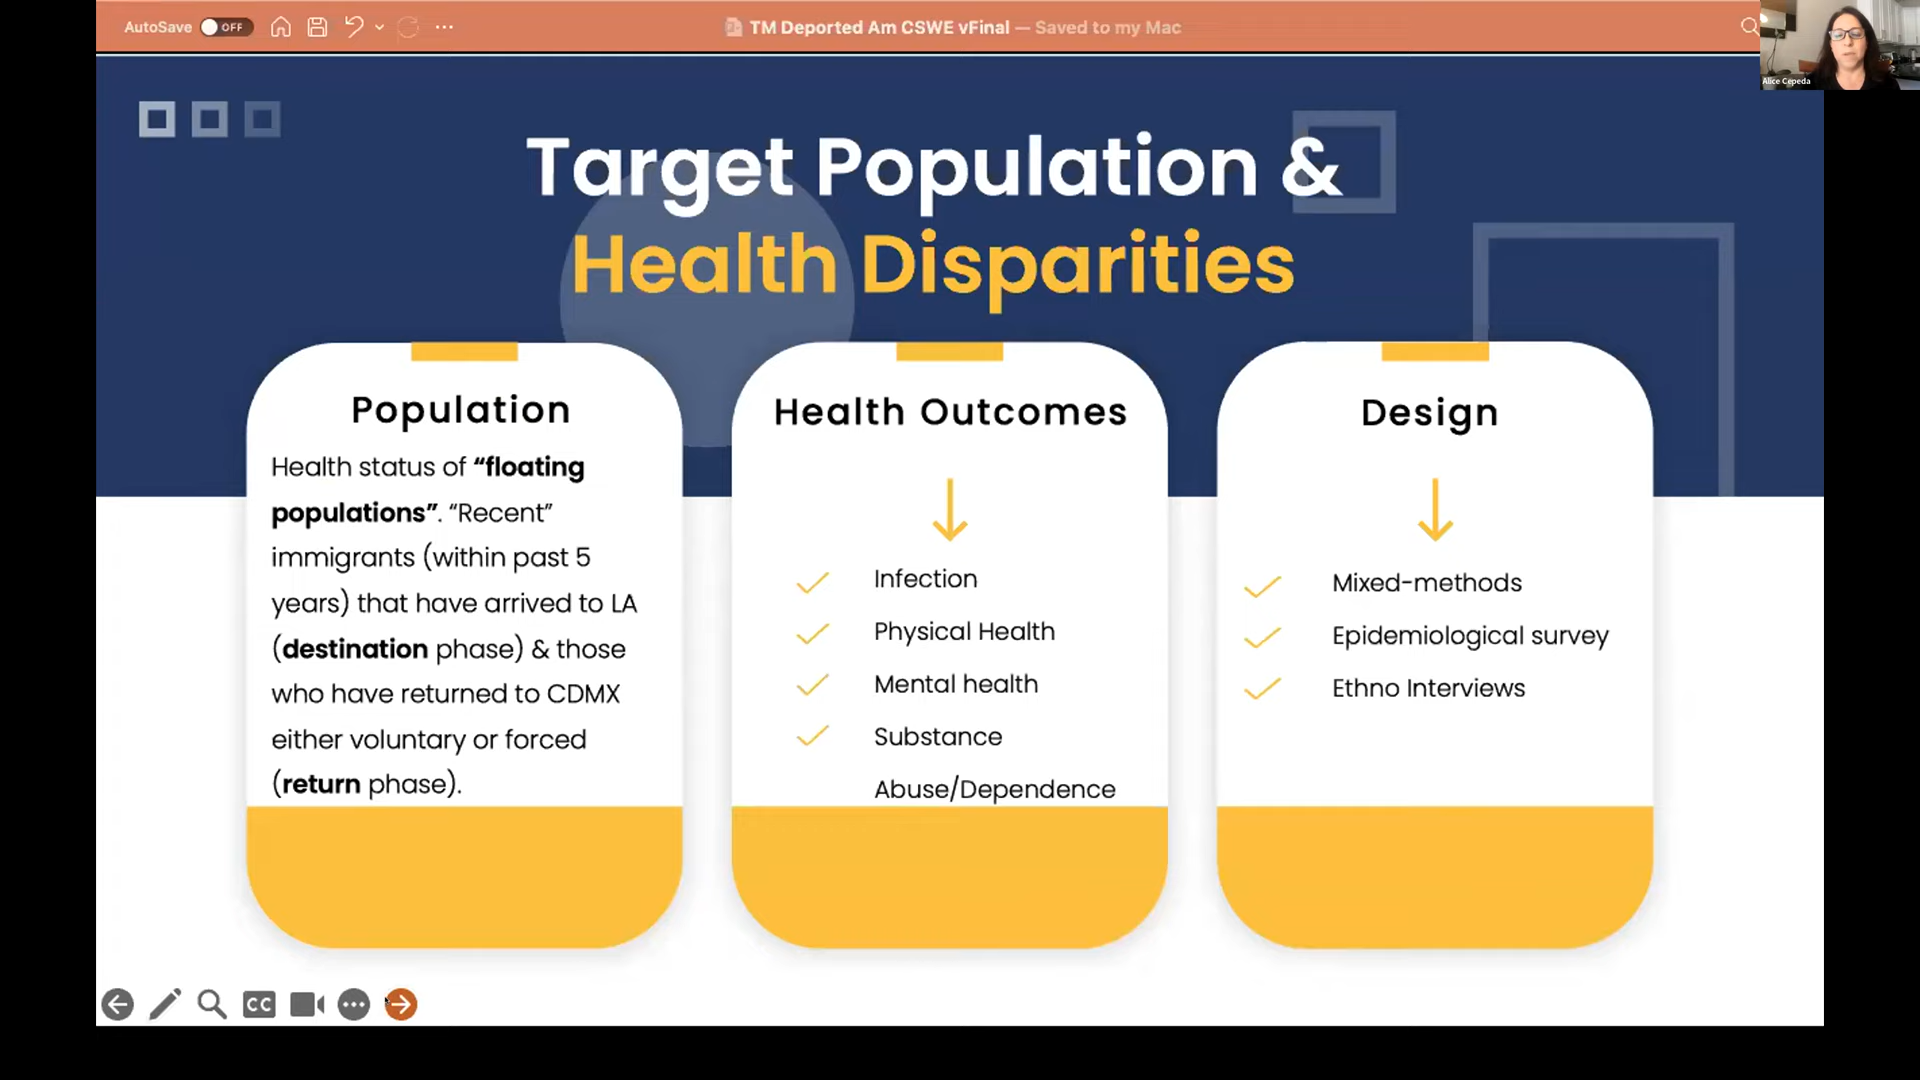 AutoSave OFF
TM Deported Am CSWE vFinal — Saved to my Mac
Alice Cepeda
Target Population &
Health Disparities
Population
Health status of “floating
populations”. “Recent”
immigrants (within past 5
years) that have arrived to LA
(destination phase) & those
who have returned to CDMX
either voluntary or forced
(return phase).
Health Outcomes
Infection
Physical Health
Mental health
Substance
Abuse/Dependence
Design
Mixed-methods
Epidemiological survey
Ethno Interviews
CC